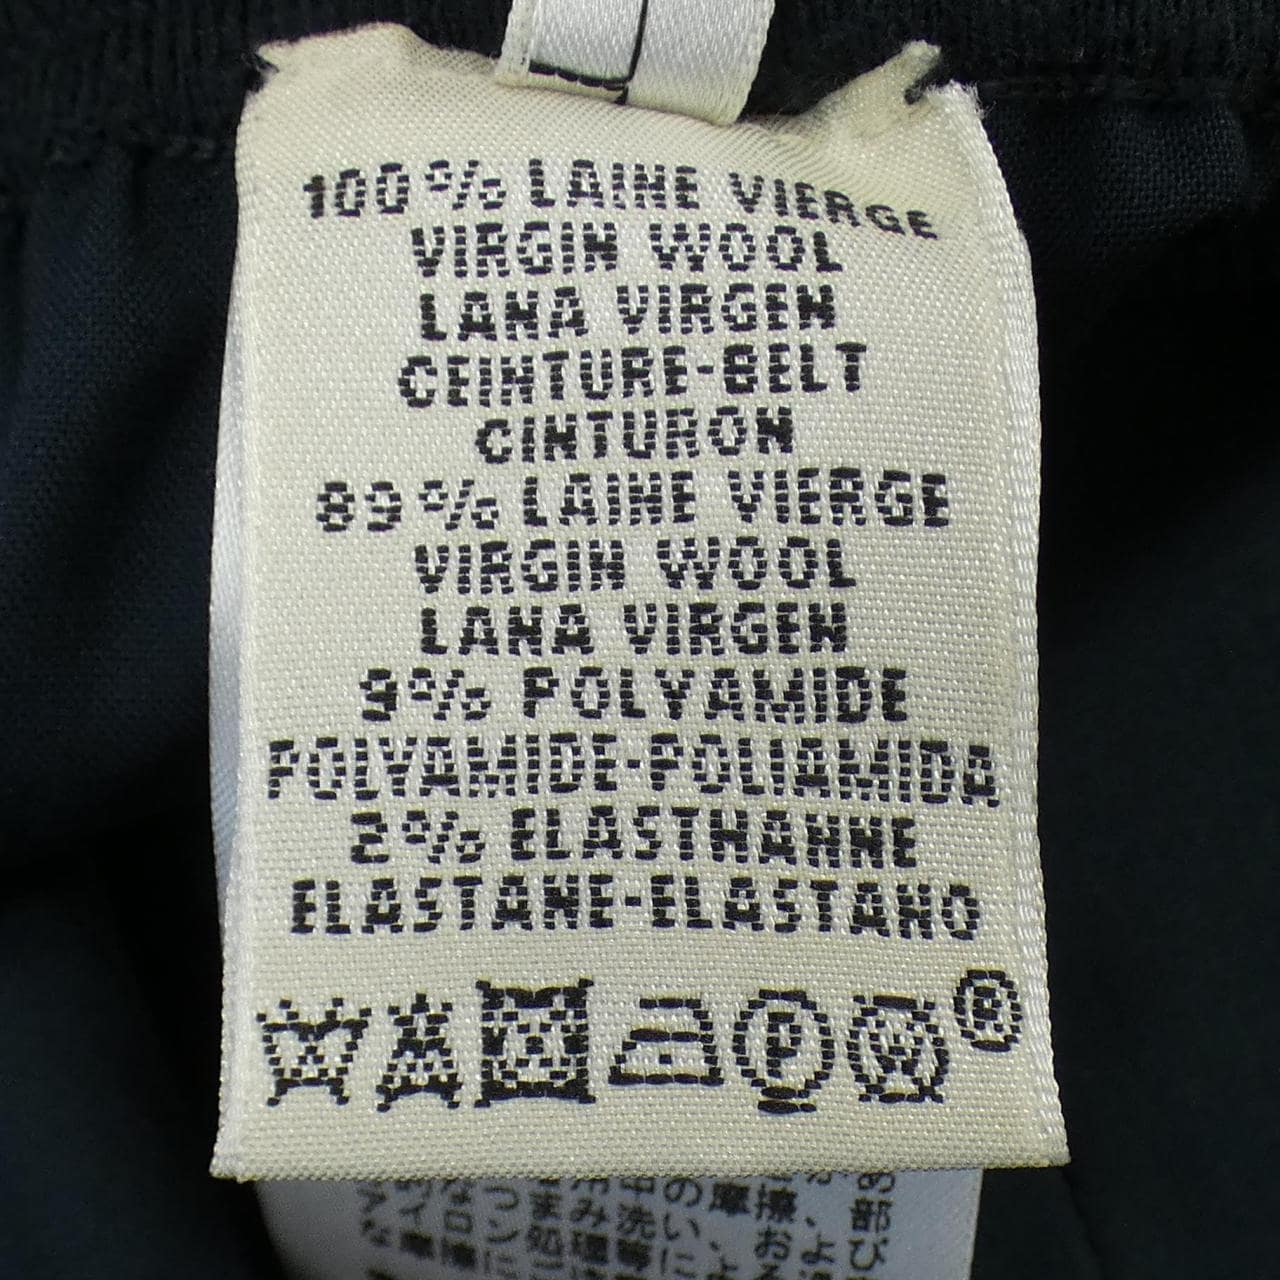 100% LAINE VIERGE
VIRGIN WOOL
LANA VIRGEN
CEINTURE-BELT
CINTURON
89% LAINE VIERGE
VIRGIN WOOL
LANA VIRGEN
9% POLYAMIDE
POLYAMIDE-POLIAMIDA
2% ELASTHANNE
ELASTANE-ELASTANO
P
W
®